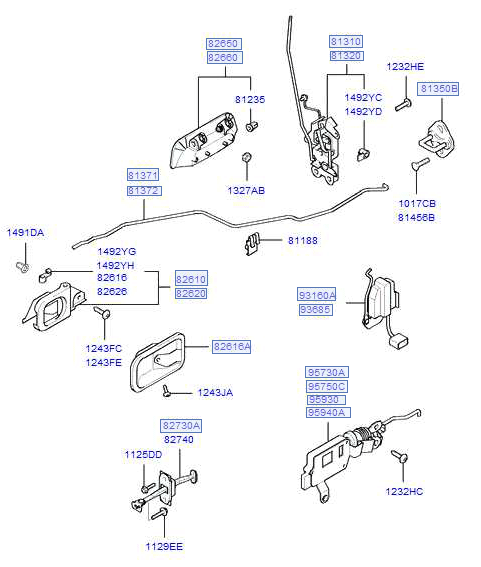 82650
82660
81310
81320
1232HE
81350B
81235
1492YC
1492YD
1327AB
1017CB
81456B
81371
81372
1491DA
1492YG
1492YH
82616
82626
82610
82620
81188
93160A
93685
1243FC
1243FE
82616A
1243JA
95730A
95750C
95930
95940A
82730A
82740
1125DD
1129EE
1232HC